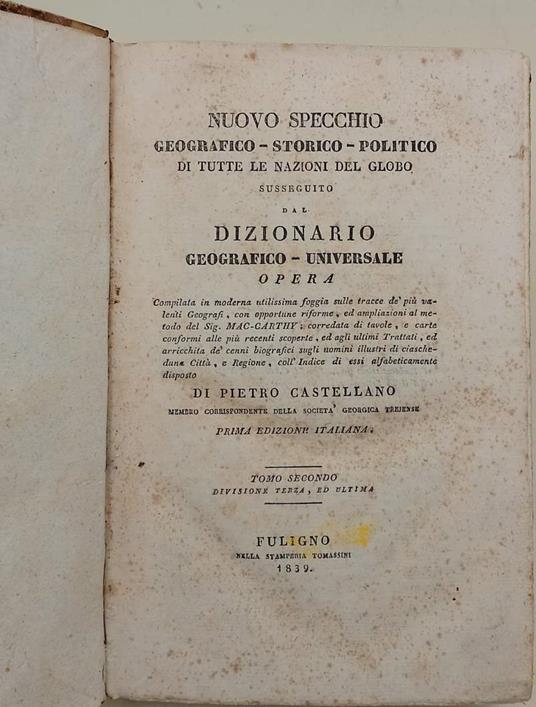 NUOVO SPECCHIO
GEOGRAFICO - STORICO - POLITICO
DI TUTTE LE NAZIONI DEL GLOBO
SUSSEGUITO
DAL
DIZIONARIO
GEOGRAFICO - UNIVERSALE
OPERA
Compilata in moderna utilissima foggia sulle tracce de' più va-
lenti Geografi, con opportune riforme, ed ampliazioni al me-
todo del Sig. MAC-CARTHY: corredata di tavole, e carte
conformi alle più recenti scoperte, ed agli ultimi Trattati, ed
arricchita de' cenni biografici sugli uomini illustri di ciasche-
duna Città, e Regione, coll' Indice di essi alfabeticamente
disposto
DI PIETRO CASTELLANO
MEMBRO CORRISPONDENTE DELLA SOCIETA' GEORGICA TREJENSE
PRIMA EDIZIONE ITALIANA.
TOMO SECONDO
DIVISIONE TERZA, ED ULTIMA
FULIGNO
NELLA STAMPERIA TOMASSINI
1839.